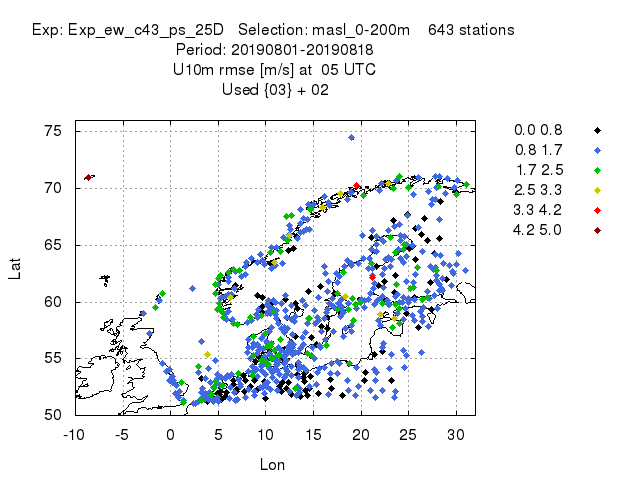 Exp: Exp_ew_c43_ps_25D Selection: masl_0-200m 643 stations
Period: 20190801-20190818
U10m rmse [m/s] at 05 UTC
Used {03} + 02
75
70
65
60
55
50
Lat
-10 -5 0 5 10 15 20 25 30
Lon
0.0 0.8
0.8 1.7
1.7 2.5
2.5 3.3
3.3 4.2
4.2 5.0